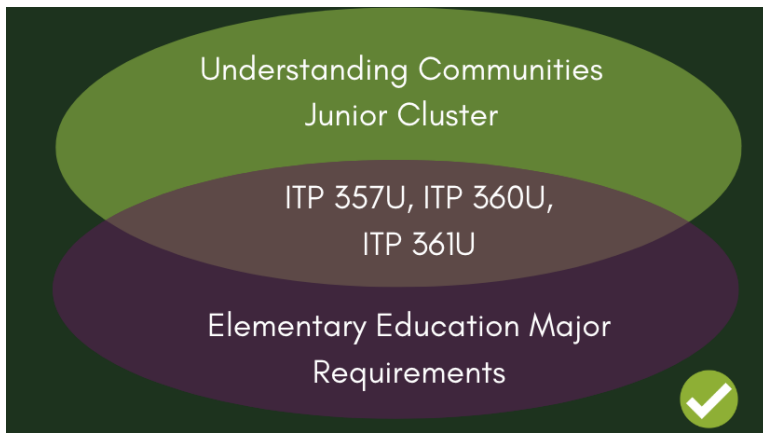 Understanding Communities
Junior Cluster
ITP 357U, ITP 360U,
ITP 361U
Elementary Education Major
Requirements